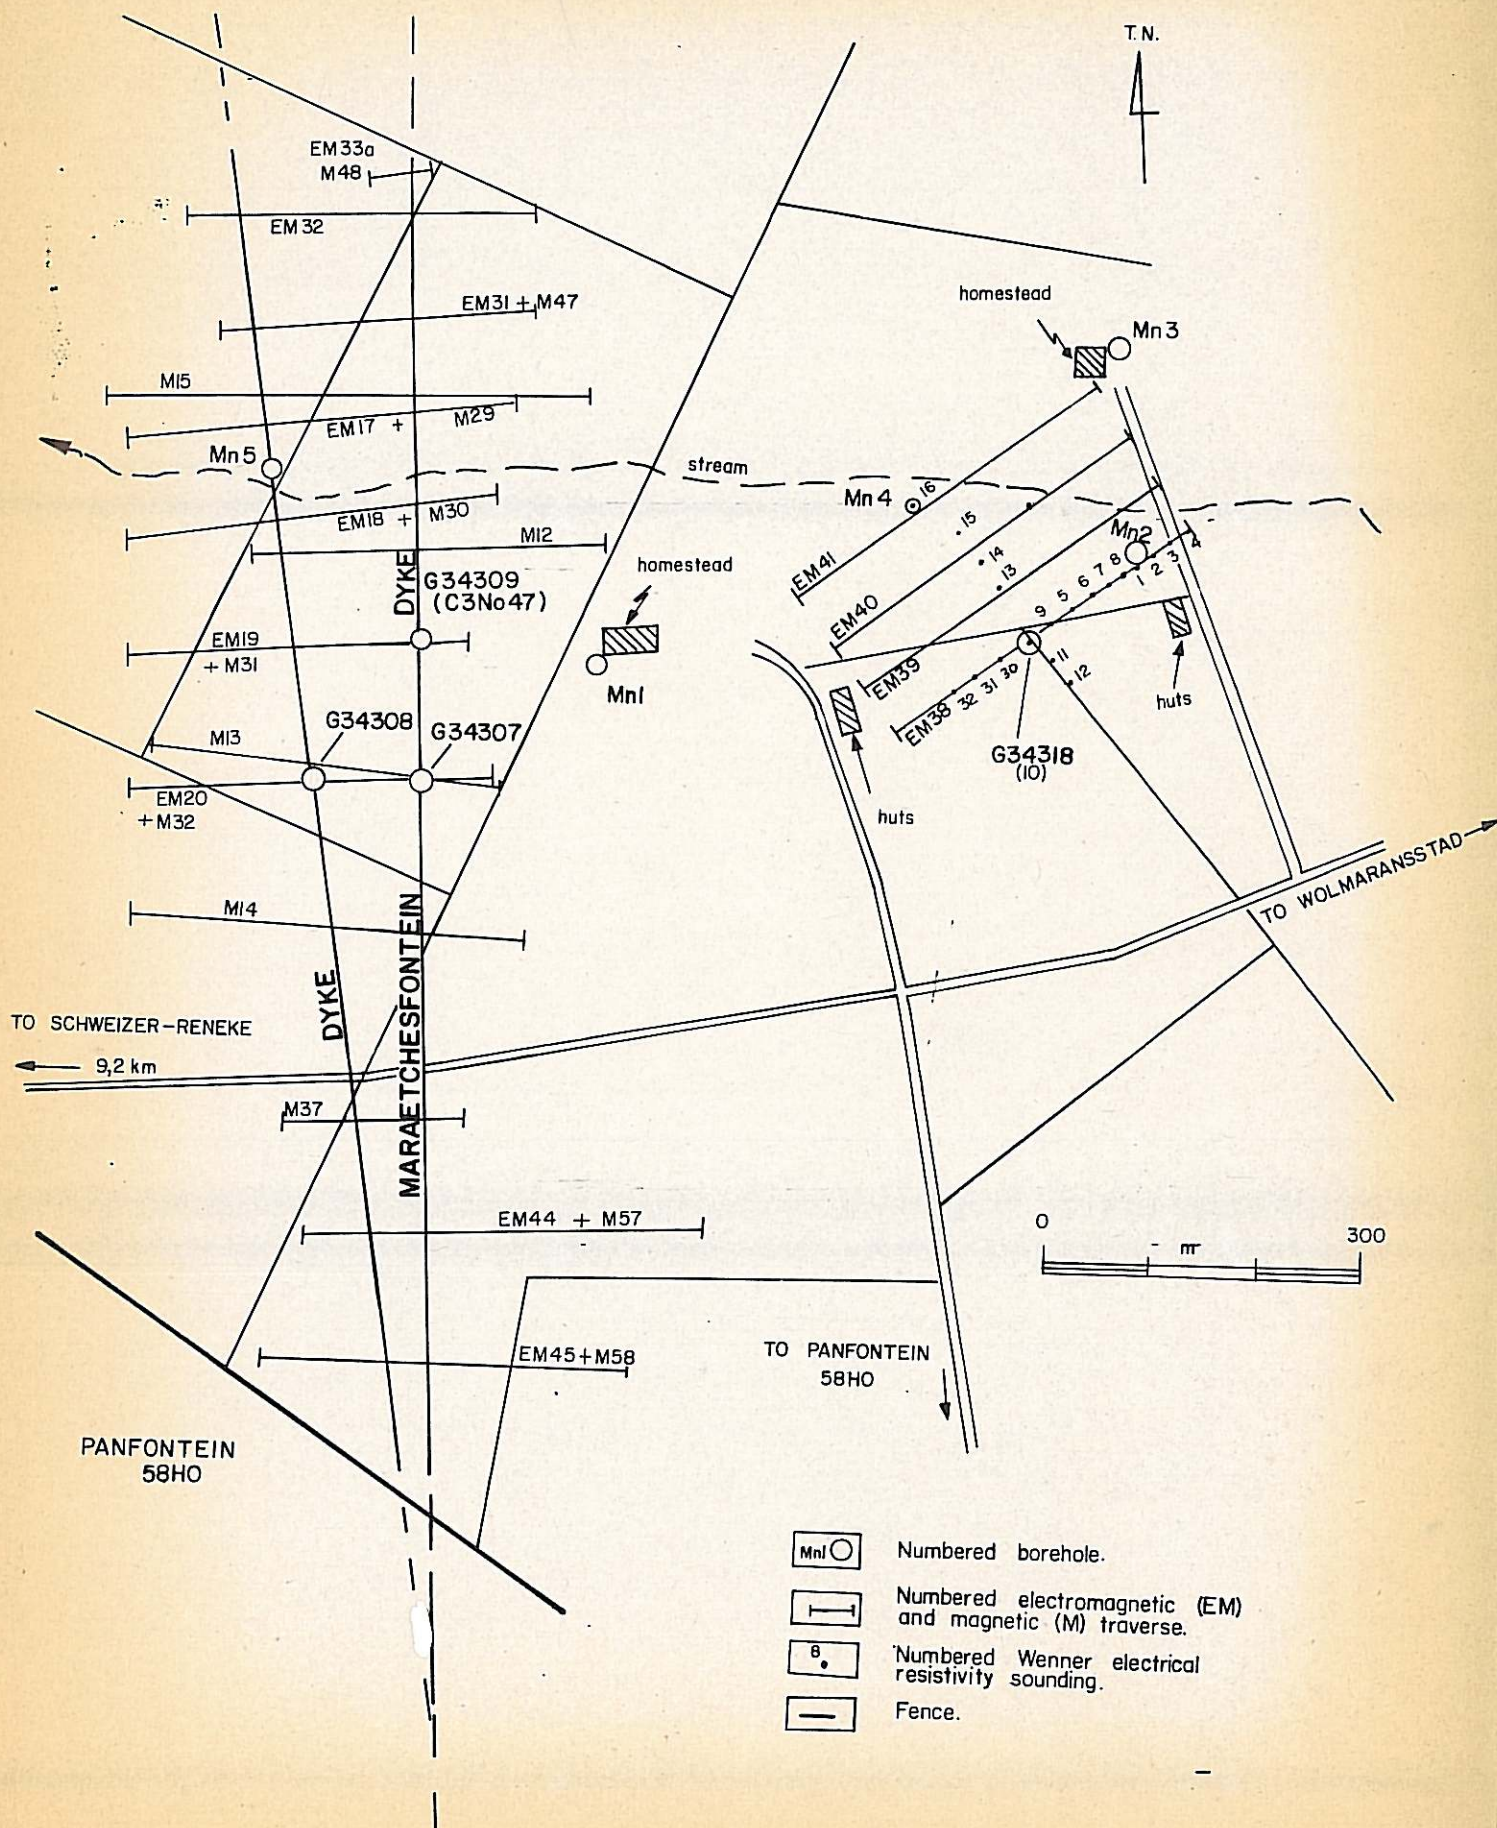 T.N.
EM33a
M48
EM32
EM31 + M47
homestead
Mn3
M15
EM17 + M29
Mn5
stream
Mn4
16
15
14
13
EM18 + M30
M12
Mn2
4
3
2
1
8
7
6
5
9
EM41
EM40
EM39
EM38
32
31
30
11
12
DYKE
G34309
(C3No47)
homestead
EM19
+ M31
Mn1
huts
G34318
(10)
G34308
G34307
M13
EM20
+M32
huts
M14
TO WOLMARANSSTAD
DYKE
MARAETCHESFONTEIN
TO SCHWEIZER-RENEKE
9,2 km
M37
EM44 + M57
0
m
300
EM45+M58
TO PANFONTEIN
58HO
PANFONTEIN
58HO
Mn1 Numbered borehole.
Numbered electromagnetic (EM)
and magnetic (M) traverse.
8 Numbered Wenner electrical
resistivity sounding.
Fence.